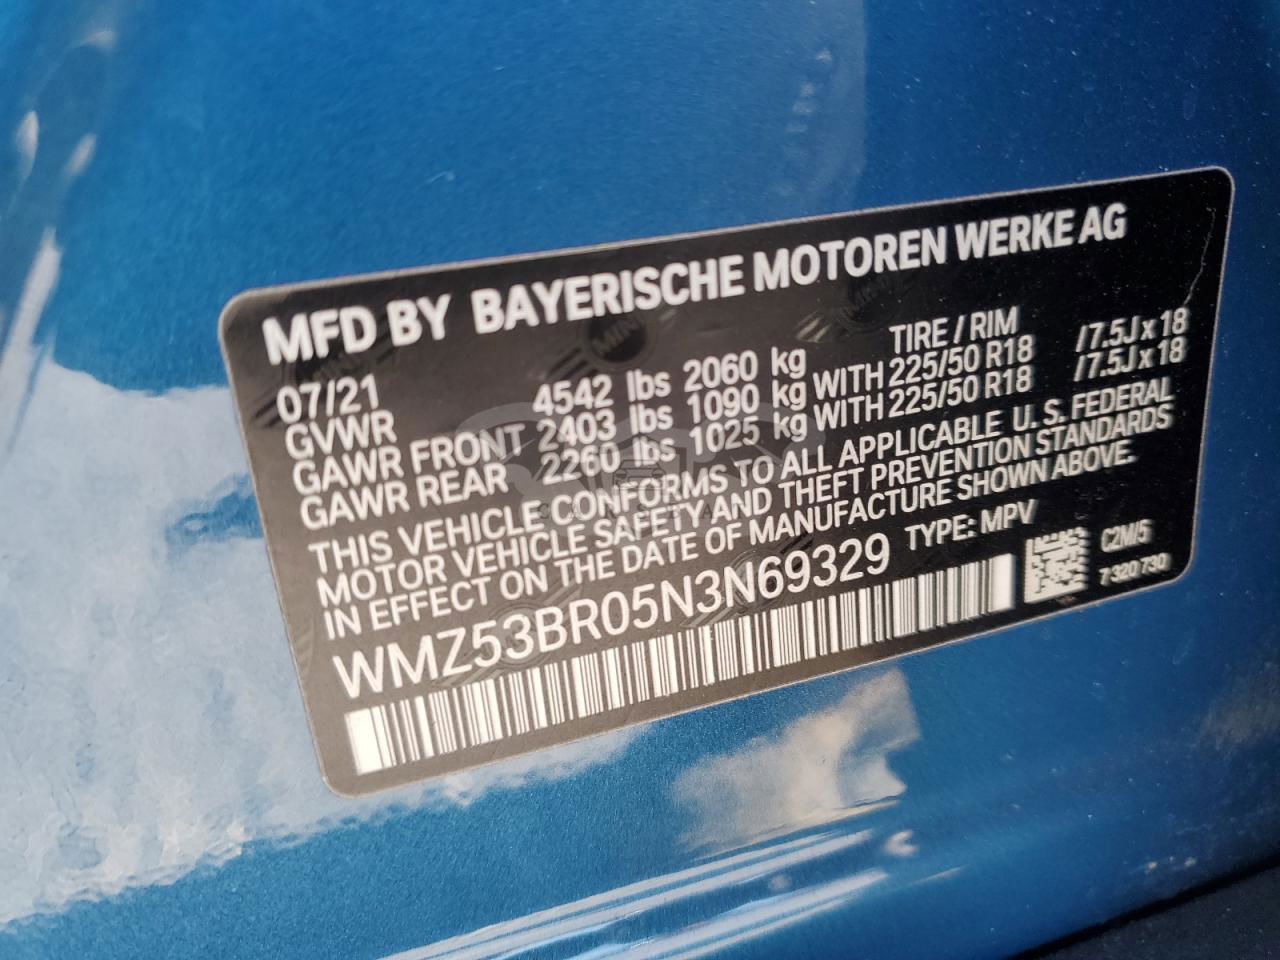 MFD BY BAYERISCHE MOTOREN WERKE AG
07/21 TIRE / RIM
GVWR 4542 lbs 2060 kg
GAWR FRONT 2403 lbs 1090 kg WITH 225/50 R18 /7.5J x 18
GAWR REAR 2260 lbs 1025 kg WITH 225/50 R18 /7.5J x 18
THIS VEHICLE CONFORMS TO ALL APPLICABLE U. S. FEDERAL
MOTOR VEHICLE SAFETY AND THEFT PREVENTION STANDARDS
IN EFFECT ON THE DATE OF MANUFACTURE SHOWN ABOVE.
WMZ53BR05N3N69329 TYPE: MPV
C2M/5
7 320 730
MINI